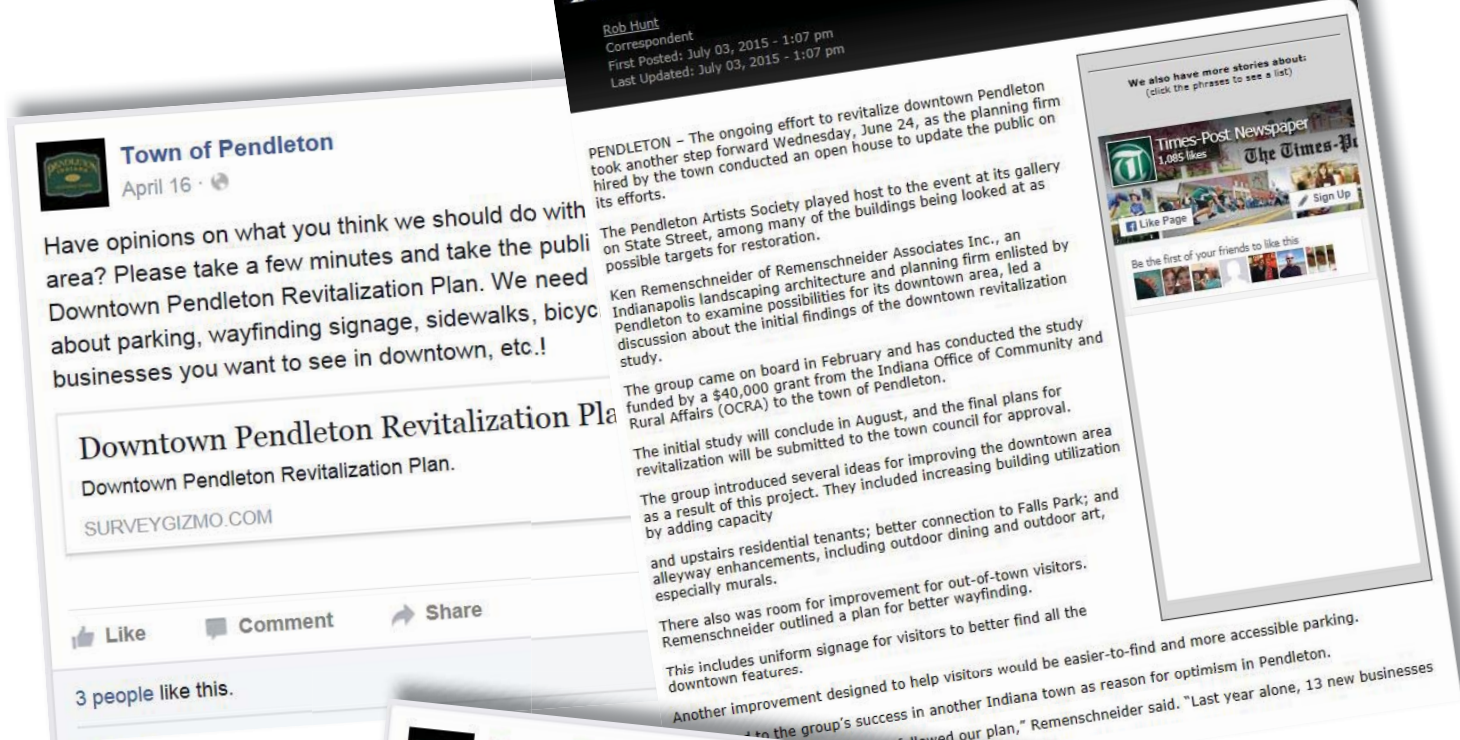 Town of Pendleton
April 16 ·
Have opinions on what you think we should do with
area? Please take a few minutes and take the publi
Downtown Pendleton Revitalization Plan. We need
about parking, wayfinding signage, sidewalks, bicyc
businesses you want to see in downtown, etc.!
Downtown Pendleton Revitalization Pla
Downtown Pendleton Revitalization Plan.
SURVEYGIZMO.COM
Like Comment Share
3 people like this.
Rob Hunt
Correspondent
First Posted: July 03, 2015 - 1:07 pm
Last Updated: July 03, 2015 - 1:07 pm
PENDLETON – The ongoing effort to revitalize downtown Pendleton
took another step forward Wednesday, June 24, as the planning firm
hired by the town conducted an open house to update the public on
its efforts.
The Pendleton Artists Society played host to the event at its gallery
on State Street, among many of the buildings being looked at as
possible targets for restoration.
Ken Remenschneider of Remenschneider Associates Inc., an
Indianapolis landscaping architecture and planning firm enlisted by
Pendleton to examine possibilities for its downtown area, led a
discussion about the initial findings of the downtown revitalization
study.
The group came on board in February and has conducted the study
funded by a $40,000 grant from the Indiana Office of Community and
Rural Affairs (OCRA) to the town of Pendleton.
The initial study will conclude in August, and the final plans for
revitalization will be submitted to the town council for approval.
The group introduced several ideas for improving the downtown area
as a result of this project. They included increasing building utilization
by adding capacity
and upstairs residential tenants; better connection to Falls Park; and
alleyway enhancements, including outdoor dining and outdoor art,
especially murals.
There also was room for improvement for out-of-town visitors.
Remenschneider outlined a plan for better wayfinding.
This includes uniform signage for visitors to better find all the
downtown features.
Another improvement designed to help visitors would be easier-to-find and more accessible parking.
to the group's success in another Indiana town as reason for optimism in Pendleton.
our plan," Remenschneider said. "Last year alone, 13 new businesses
We also have more stories about:
(click the phrases to see a list)
Times-Post Newspaper
1,085 likes
The Times-Po
Like Page
Sign Up
Be the first of your friends to like this